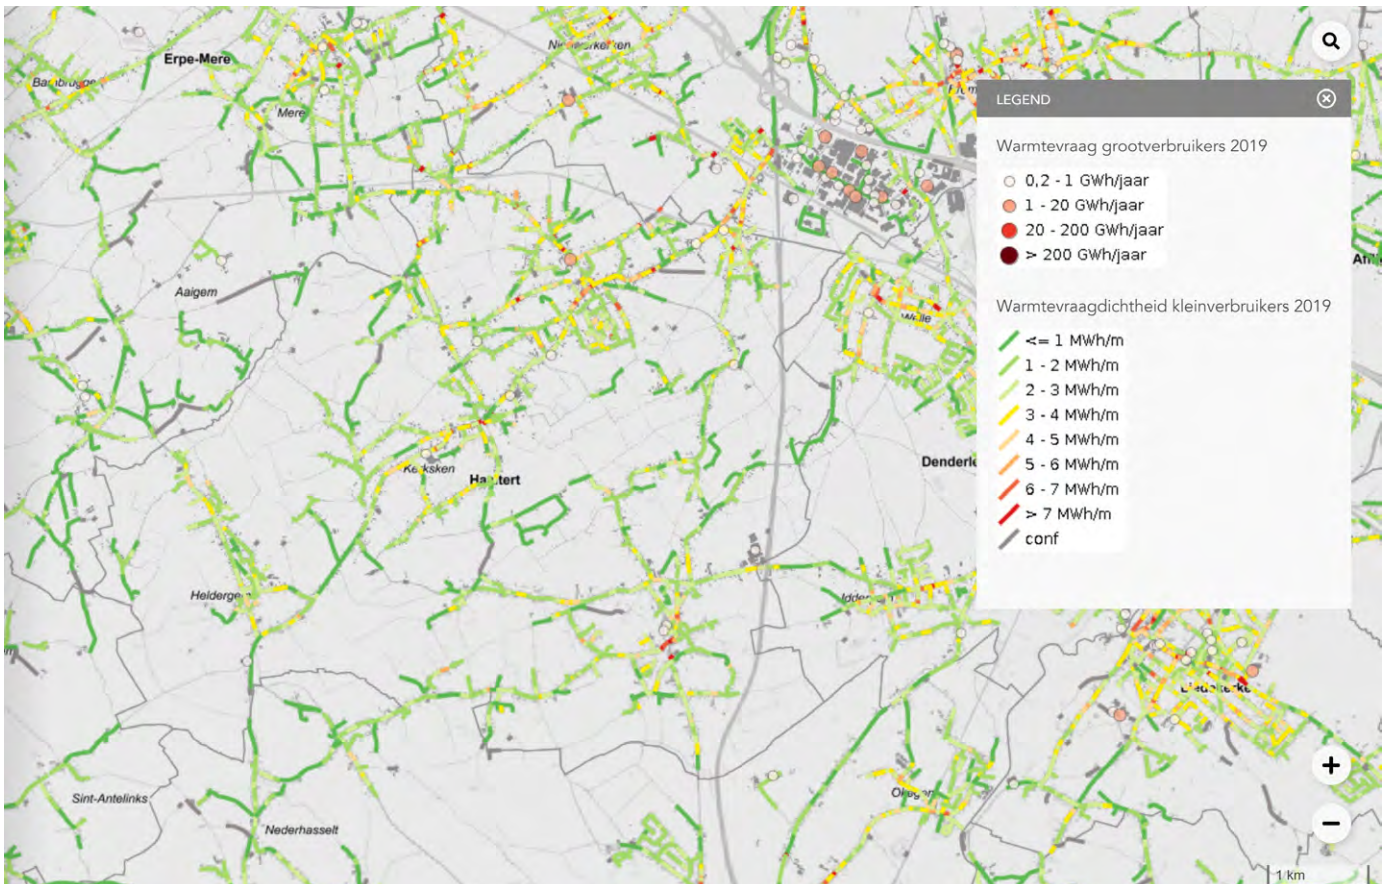 Erpe-Mere
Mere
Aaigem
Kerksken
Denderle
Sint-Antelinks
Nederhasselt
LEGEND
Warmtevraag grootverbruikers 2019
0,2 - 1 GWh/jaar
1 - 20 GWh/jaar
20 - 200 GWh/jaar
> 200 GWh/jaar
Warmtevraagdichtheid kleinverbruikers 2019
<= 1 MWh/m
1 - 2 MWh/m
2 - 3 MWh/m
3 - 4 MWh/m
4 - 5 MWh/m
5 - 6 MWh/m
6 - 7 MWh/m
> 7 MWh/m
conf
+
−
1 km